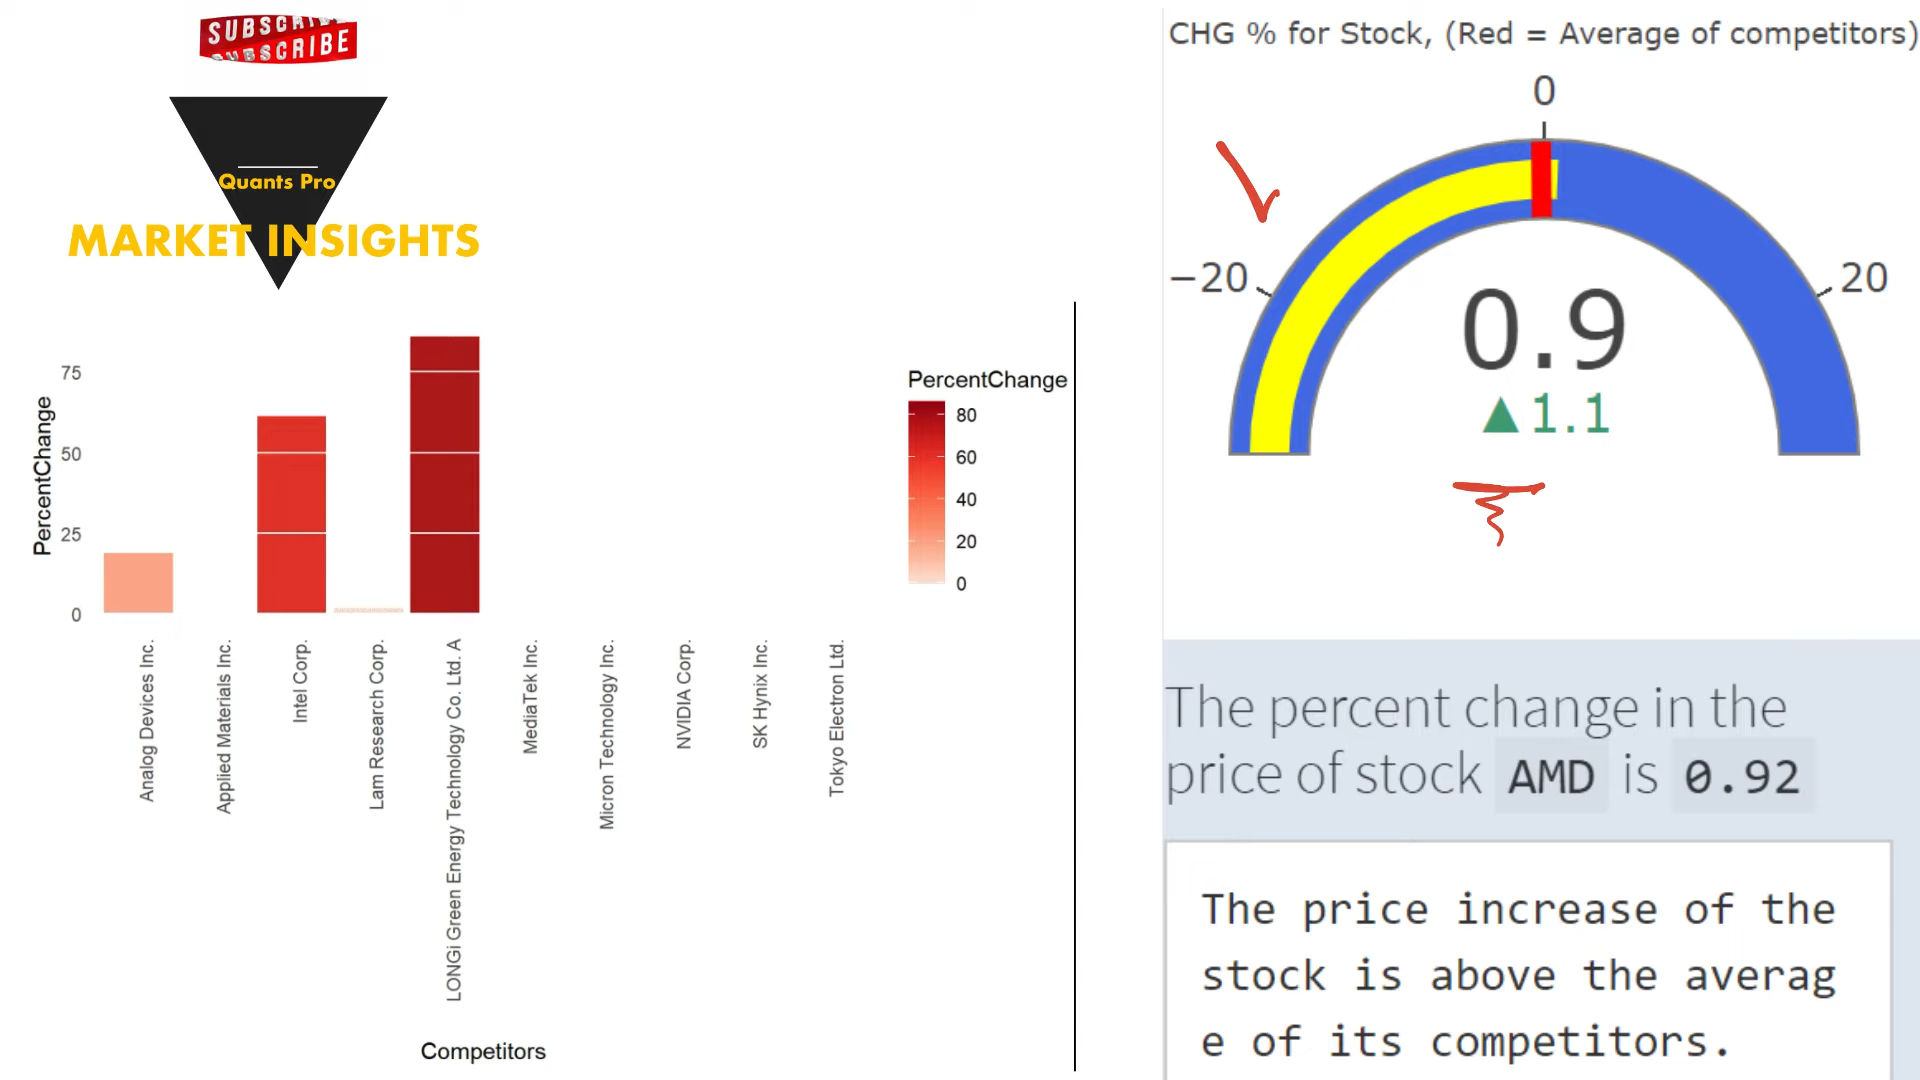 SUBSCRIBE
SUBSCRIBE
Quants Pro
MARKET INSIGHTS
PercentChange
75
50
25
0
Analog Devices Inc.
Applied Materials Inc.
Intel Corp.
Lam Research Corp.
LONGi Green Energy Technology Co. Ltd. A
MediaTek Inc.
Micron Technology Inc.
NVIDIA Corp.
SK Hynix Inc.
Tokyo Electron Ltd.
Competitors
PercentChange
80
60
40
20
0
CHG % for Stock, (Red = Average of competitors)
0
−20
20
0.9
▲1.1
The percent change in the
price of stock AMD is 0.92
The price increase of the
stock is above the averag
e of its competitors.